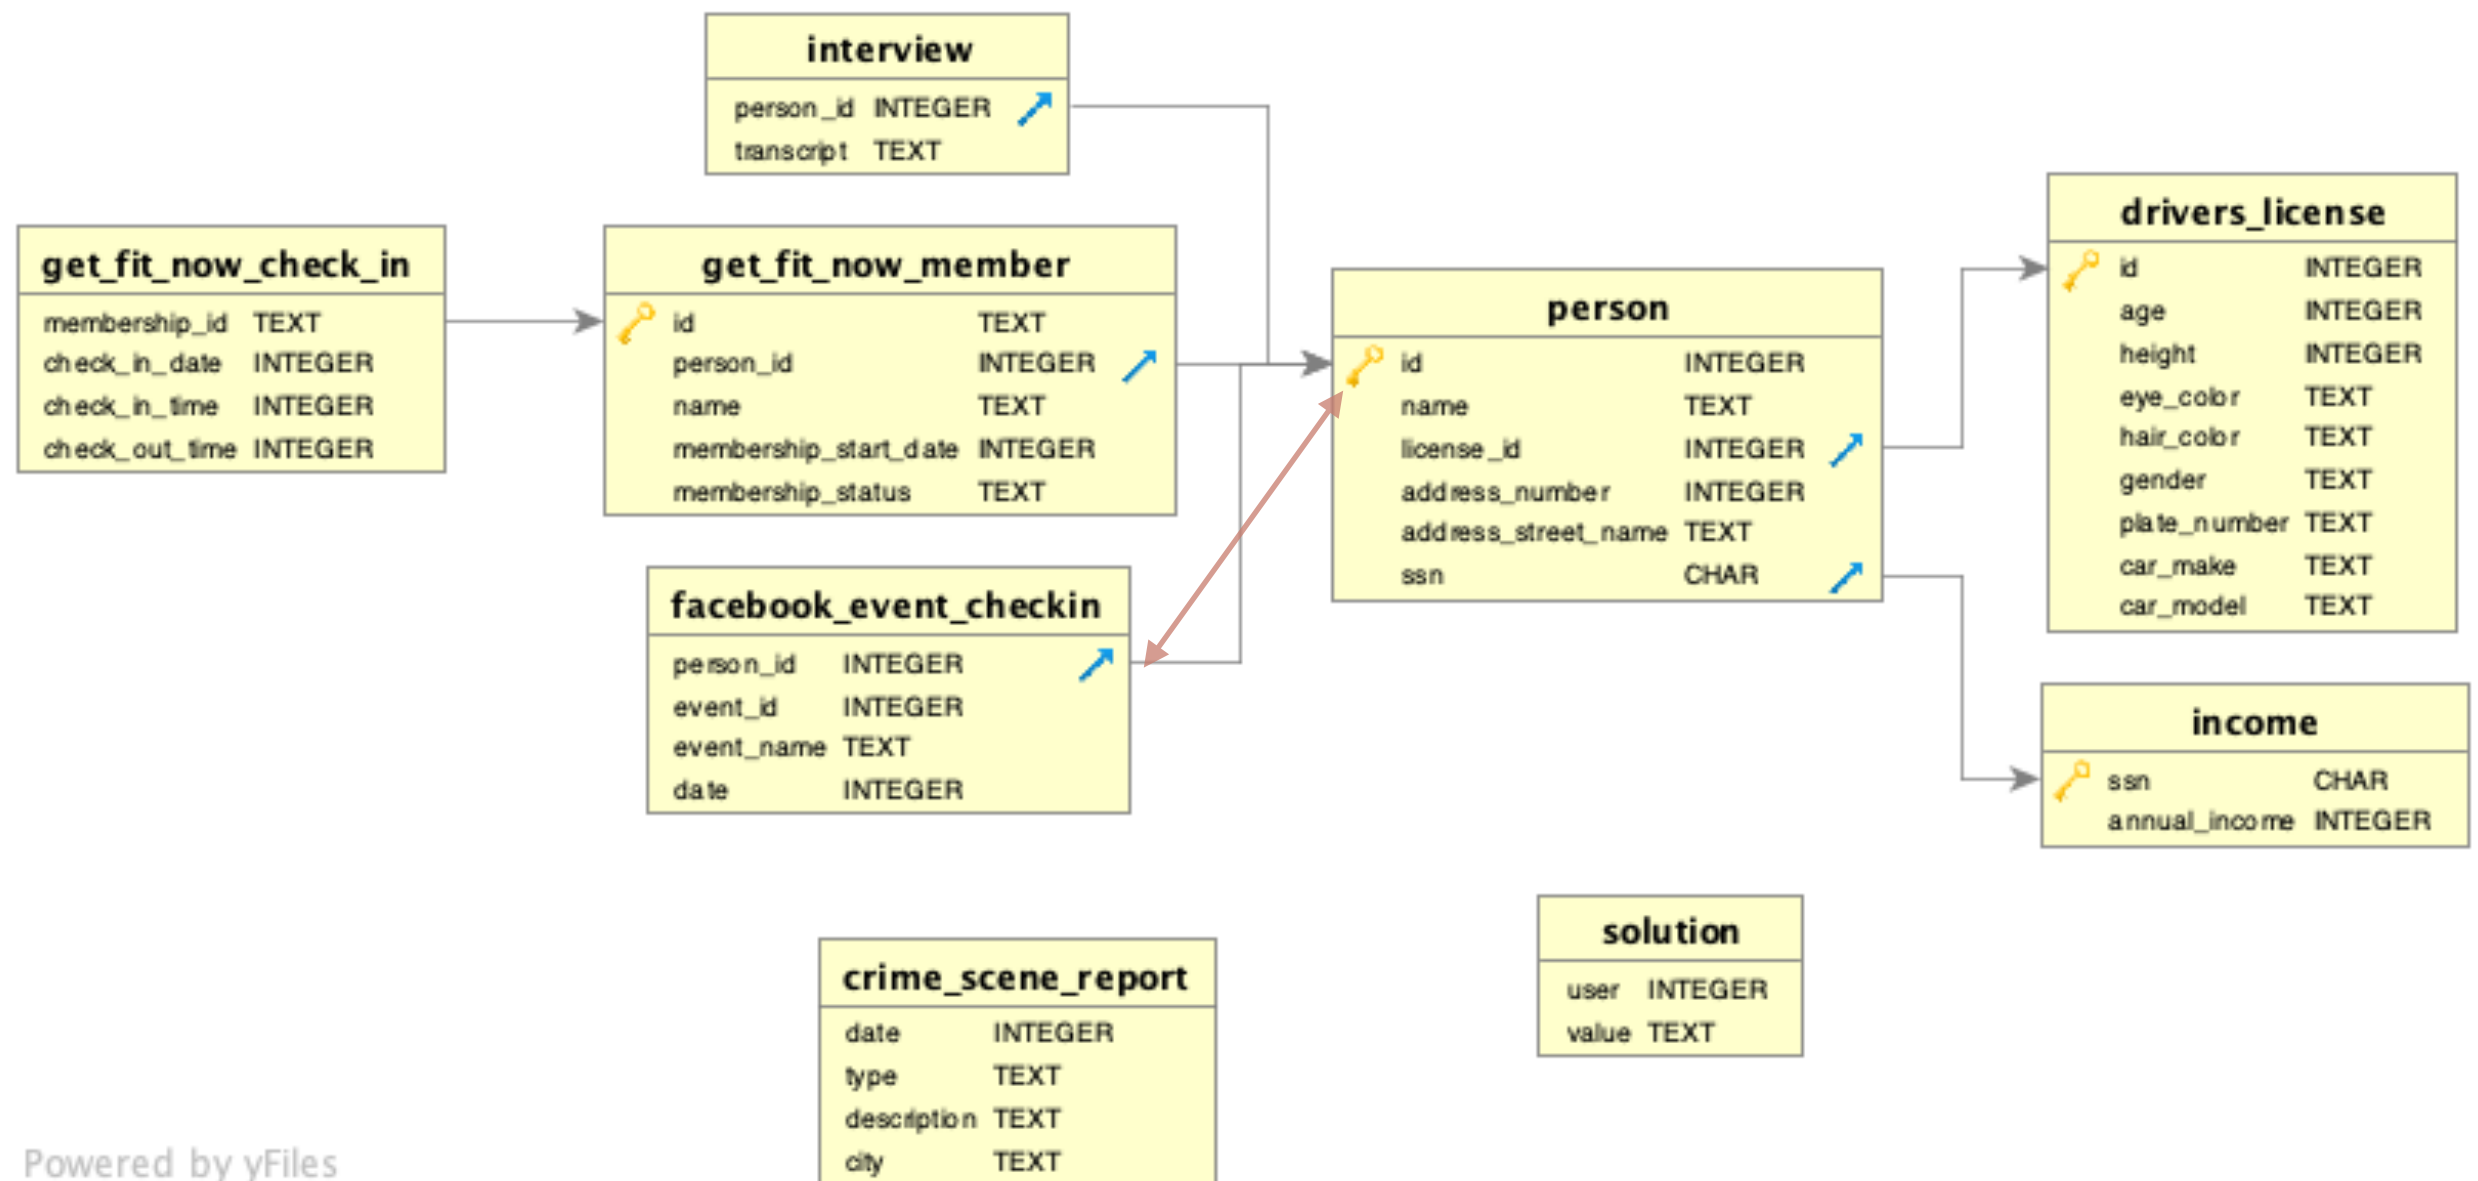 interview
person_id INTEGER
transcript TEXT
get_fit_now_check_in
membership_id TEXT
check_in_date INTEGER
check_in_time INTEGER
check_out_time INTEGER
get_fit_now_member
id TEXT
person_id INTEGER
name TEXT
membership_start_date INTEGER
membership_status TEXT
facebook_event_checkin
person_id INTEGER
event_id INTEGER
event_name TEXT
date INTEGER
person
id INTEGER
name TEXT
license_id INTEGER
address_number INTEGER
address_street_name TEXT
ssn CHAR
drivers_license
id INTEGER
age INTEGER
height INTEGER
eye_color TEXT
hair_color TEXT
gender TEXT
plate_number TEXT
car_make TEXT
car_model TEXT
income
ssn CHAR
annual_income INTEGER
solution
user INTEGER
value TEXT
crime_scene_report
date INTEGER
type TEXT
description TEXT
city TEXT
Powered by yFiles